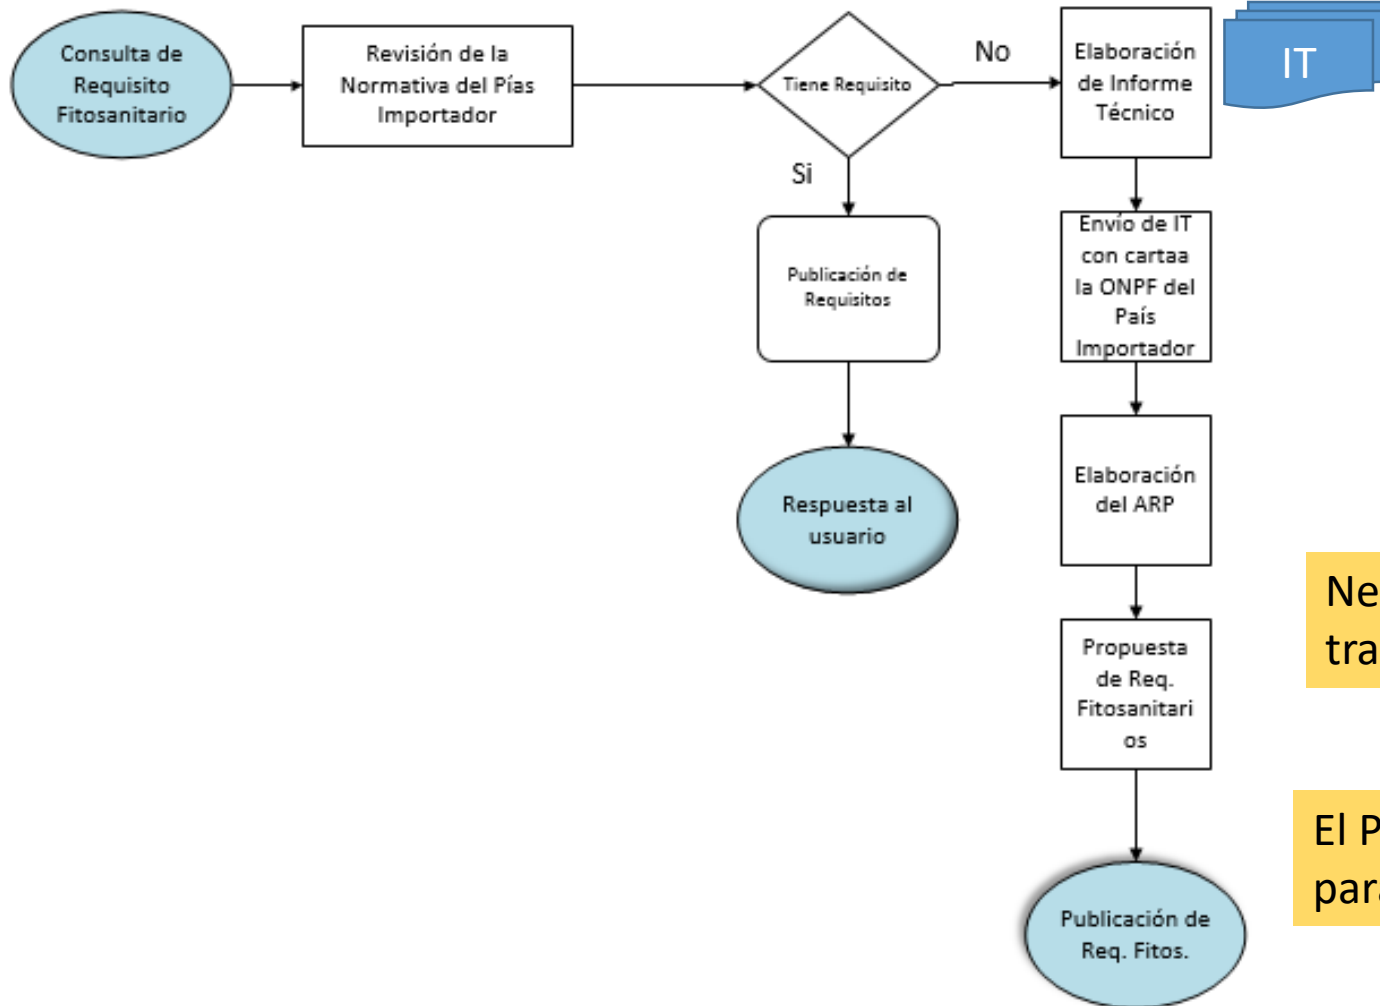 Consulta de
Requisito
Fitosanitario
Revisión de la
Normativa del Pías
Importador
Tiene Requisito
No
Elaboración
de Informe
Técnico
IT
Si
Publicación de
Requisitos
Respuesta al
usuario
Envío de IT
con cartaa
la ONPF del
País
Importador
Elaboración
del ARP
Propuesta
de Req.
Fitosanitari
os
Publicación de
Req. Fitos.
Ne
tra
El P
para